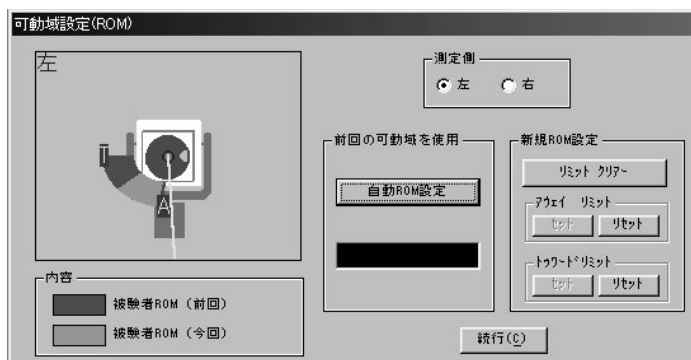 可動域設定(ROM)
左
A
測定側
左
右
前回の可動域を使用
自動ROM設定
新規ROM設定
ﾘﾐｯﾄ ｸﾘｱｰ
ｱｳｪｲ ﾘﾐｯﾄ
ｾｯﾄ
ﾘｾｯﾄ
ﾄｩﾜｰﾄﾞﾘﾐｯﾄ
ｾｯﾄ
ﾘｾｯﾄ
内容
被験者ROM（前回）
被験者ROM（今回）
続行(C)